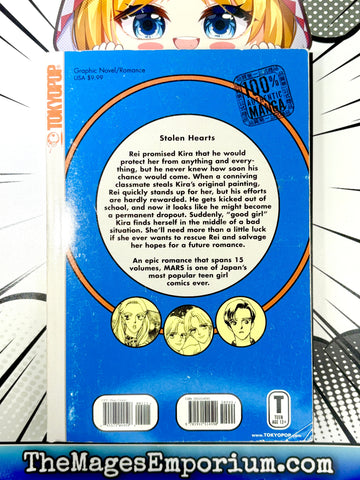 TOKYOPOP
Graphic Novel/Romance
USA $9.99
100%
AUTHENTIC
MANGA
Stolen Hearts
Rei promised Kira that he would
protect her from anything and every-
thing, but he never knew how soon his
chance would come. When a conniving
classmate steals Kira's original painting,
Rei quickly stands up for her, but his efforts
are hardly rewarded. He gets kicked out of
school, and now it looks like he might become
a permanent dropout. Suddenly, "good girl"
Kira finds herself in the middle of a bad
situation. She'll need more than a little luck
if she ever wants to rescue Rei and salvage
her hopes for a future romance.
An epic romance that spans 15
volumes, MARS is one of Japan's
most popular teen girl
comics ever.
T
TEEN
AGE 13+
www.TOKYOPOP.com
TheMagesEmporium.com